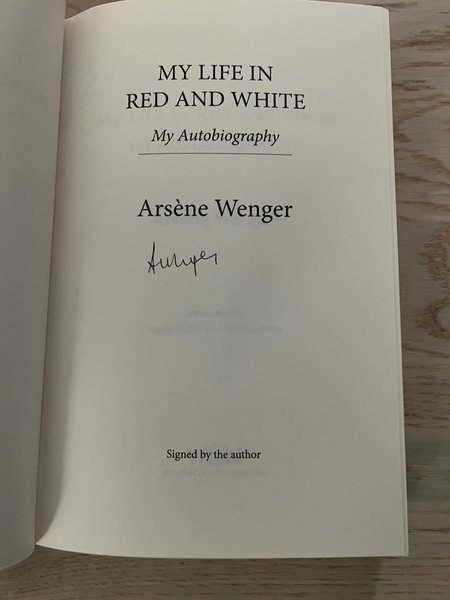 MY LIFE IN
RED AND WHITE
My Autobiography
Arsène Wenger
Signed by the author